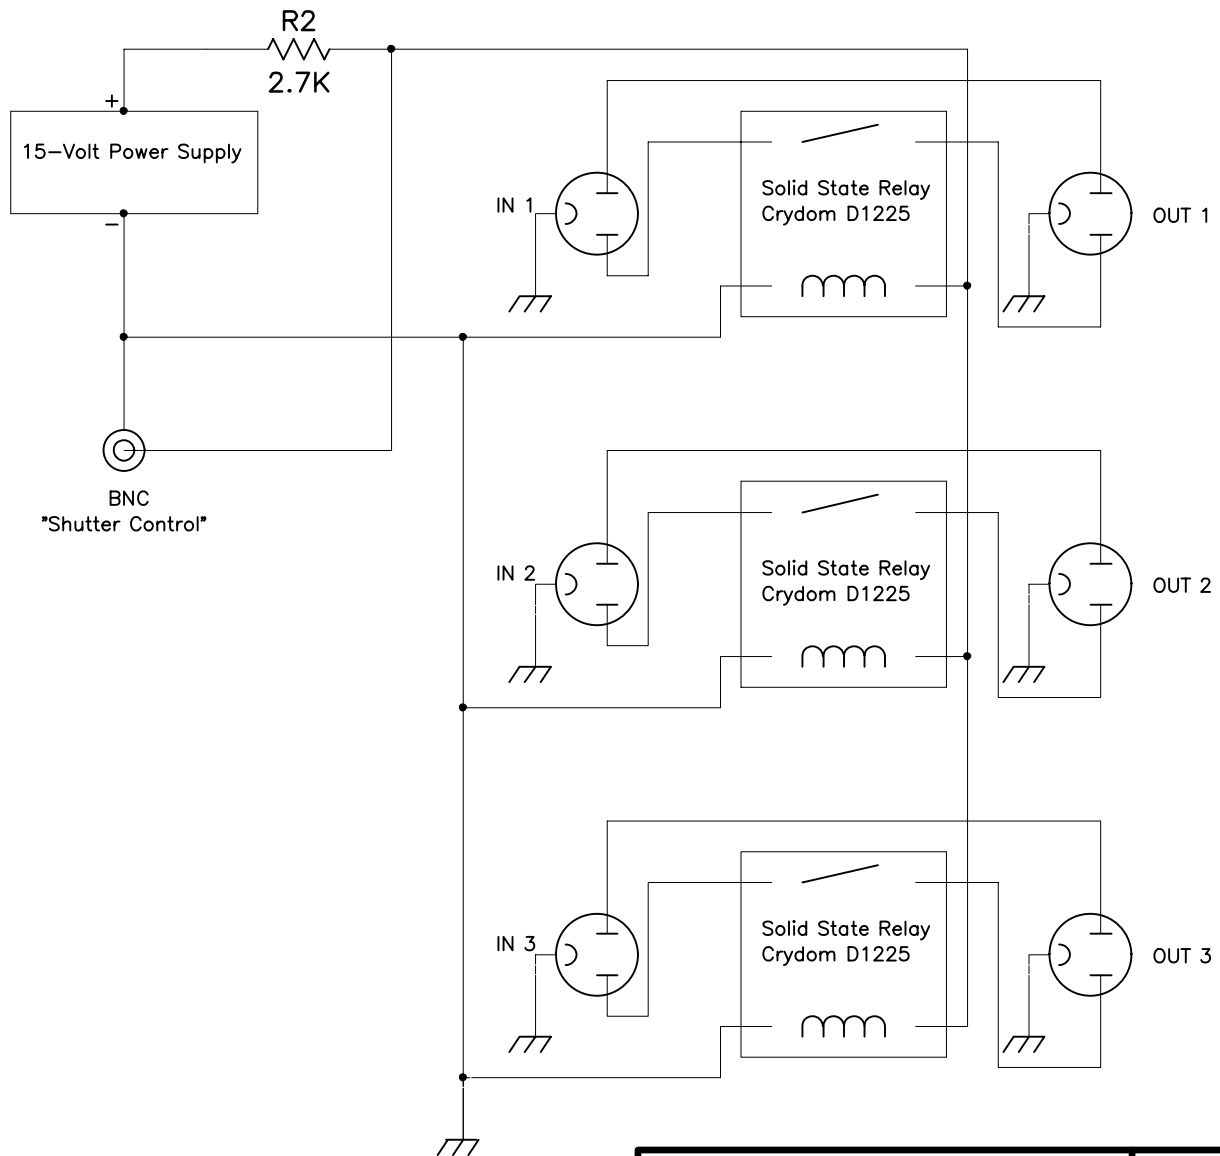 R2
2.7K
+
15-Volt Power Supply
-
IN 1
Solid State Relay
Crydom D1225
OUT 1
BNC
"Shutter Control"
IN 2
Solid State Relay
Crydom D1225
OUT 2
IN 3
Solid State Relay
Crydom D1225
OUT 3